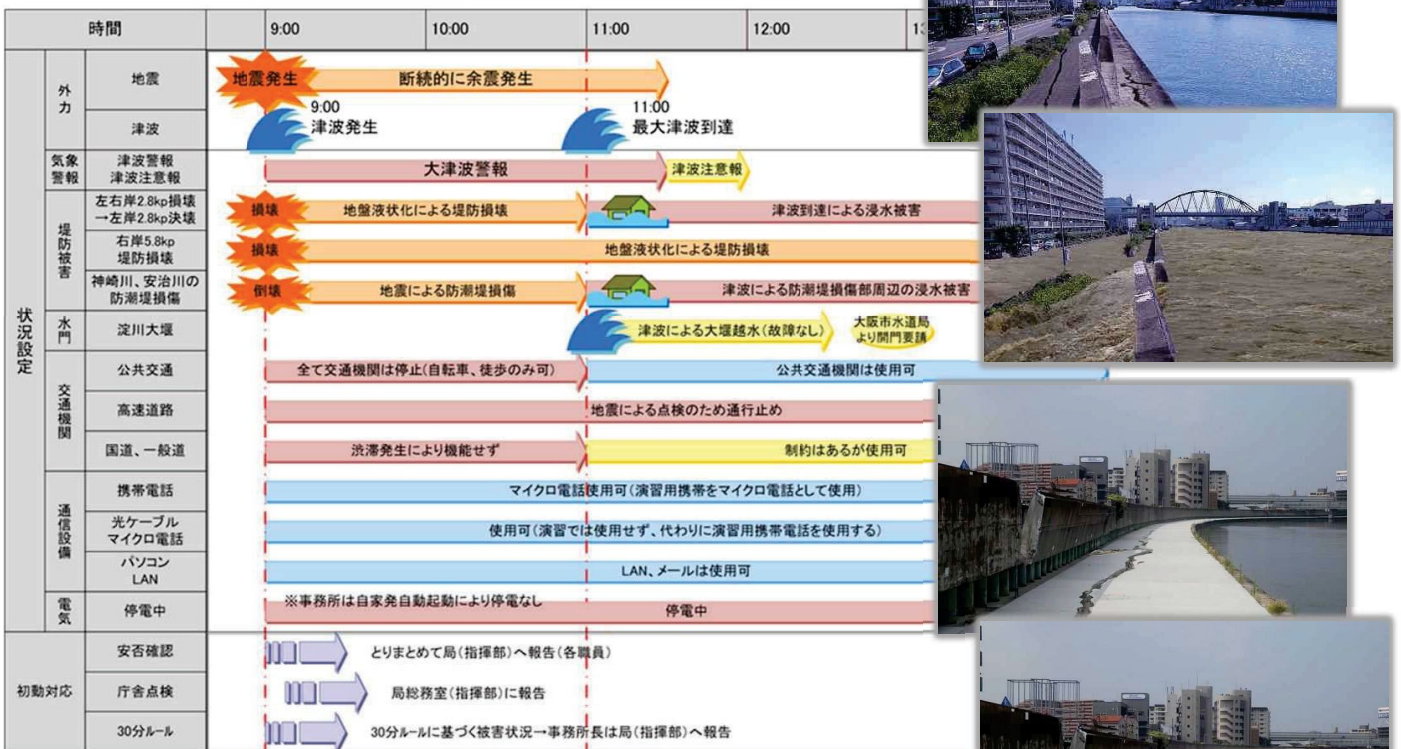 時間
9:00
10:00
11:00
12:00
状況設定
外力
地震
地震発生
断続的に余震発生
津波
9:00
津波発生
11:00
最大津波到達
気象
警報
津波警報
津波注意報
大津波警報
津波注意報
堤防被害
左右岸2.8kp損壊
→左岸2.8kp決壊
損壊
地盤液状化による堤防損壊
津波到達による浸水被害
右岸5.8kp
堤防損壊
損壊
地盤液状化による堤防損壊
神崎川、安治川の
防潮堤損傷
倒壊
地震による防潮堤損傷
津波による防潮堤損傷部周辺の浸水被害
水門
淀川大堰
津波による大堰越水(故障なし)
大阪市水道局
より開門要請
交通機関
公共交通
全て交通機関は停止(自転車、徒歩のみ可)
公共交通機関は使用可
高速道路
地震による点検のため通行止め
国道、一般道
渋滞発生により機能せず
制約はあるが使用可
通信設備
携帯電話
マイクロ電話使用可(演習用携帯をマイクロ電話として使用)
光ケーブル
マイクロ電話
使用可(演習では使用せず、代わりに演習用携帯電話を使用する)
パソコン
LAN
LAN、メールは使用可
電気
停電中
※事務所は自家発自動起動により停電なし
停電中
初動対応
安否確認
とりまとめて局(指揮部)へ報告(各職員)
庁舎点検
局総務室(指揮部)に報告
30分ルール
30分ルールに基づく被害状況→事務所長は局(指揮部)へ報告